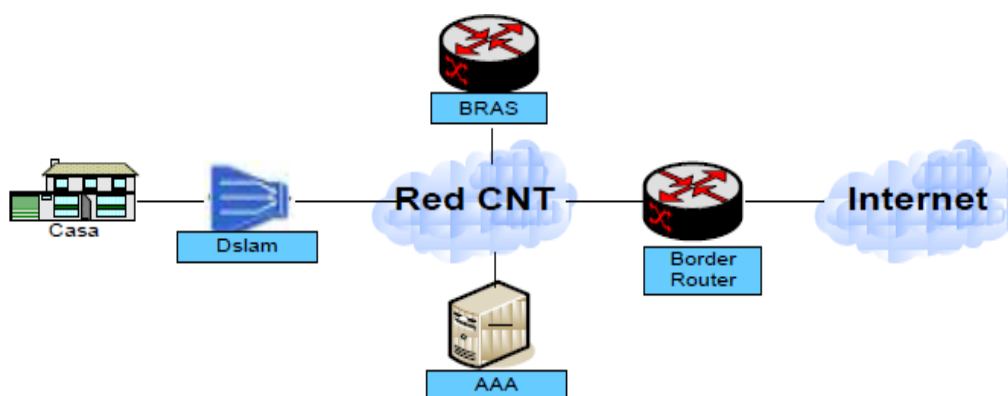 BRAS
Red CNT
Internet
Casa
Dslam
Border
Router
AAA